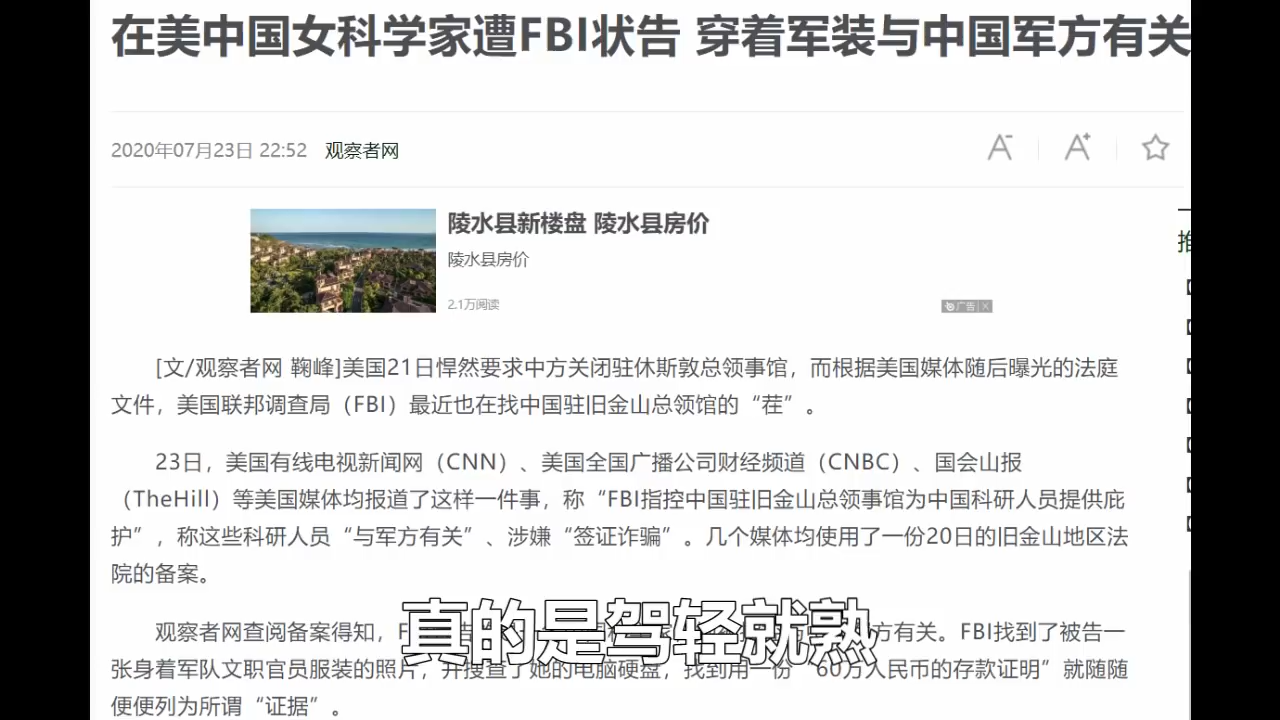 在美中国女科学家遭FBI状告 穿着军装与中国军方有关
2020年07月23日 22:52 观察者网
A- A+
陵水县新楼盘 陵水县房价
陵水县房价
2.1万阅读
广告 X
推
[文/观察者网 鞠峰]美国21日悍然要求中方关闭驻休斯敦总领事馆，而根据美国媒体随后曝光的法庭
文件，美国联邦调查局（FBI）最近也在找中国驻旧金山总领馆的“茬”。
23日，美国有线电视新闻网（CNN）、美国全国广播公司财经频道（CNBC）、国会山报
（TheHill）等美国媒体均报道了这样一件事，称“FBI指控中国驻旧金山总领事馆为中国科研人员提供庇
护”，称这些科研人员“与军方有关”、涉嫌“签证诈骗”。几个媒体均使用了一份20日的旧金山地区法
院的备案。
真的是驾轻就熟
观察者网查阅备案得知，F 方有关。FBI找到了被告一
张身着军队文职官员服装的照片，并搜查了她的电脑硬盘，找到用一份“60万人民币的存款证明”就随随
便便列为所谓“证据”。